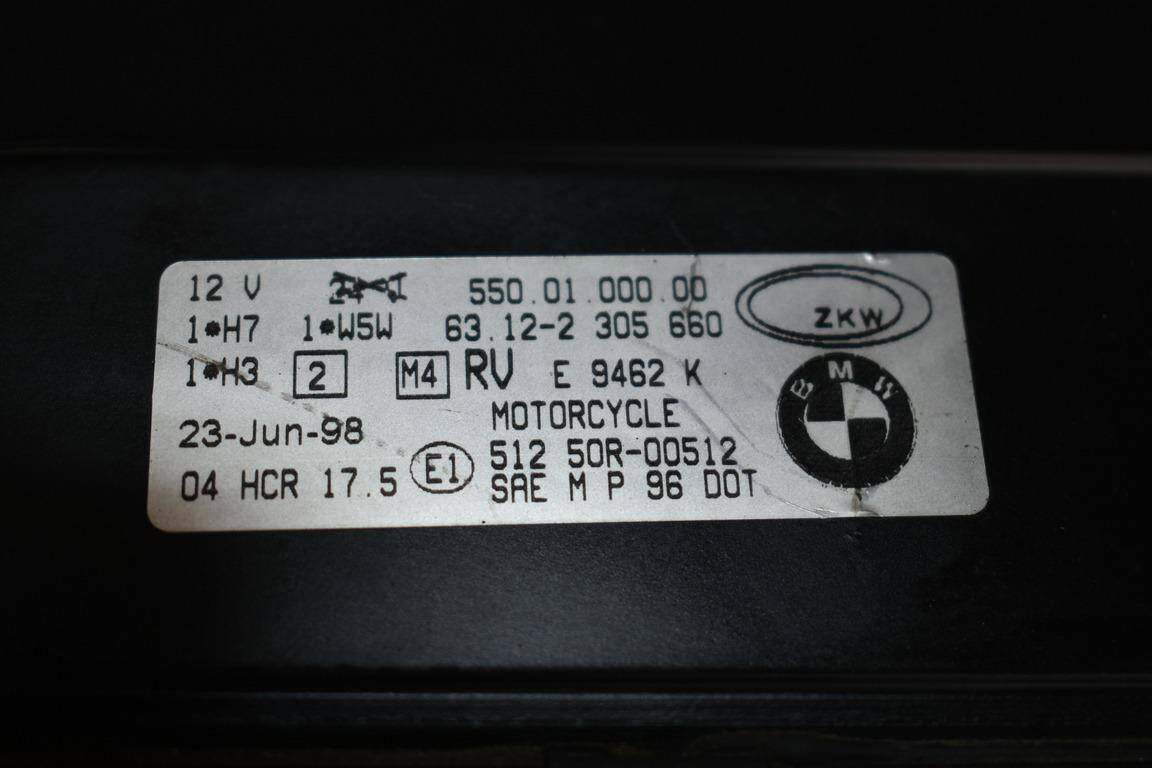 12 V 550.01.000.00
1*H7 1*W5W 63.12-2 305 660
ZKW
1*H3 2 M4 RV E 9462 K
BMW
MOTORCYCLE
23-Jun-98
512 50R-00512
04 HCR 17.5 E1 SAE M P 96 DOT